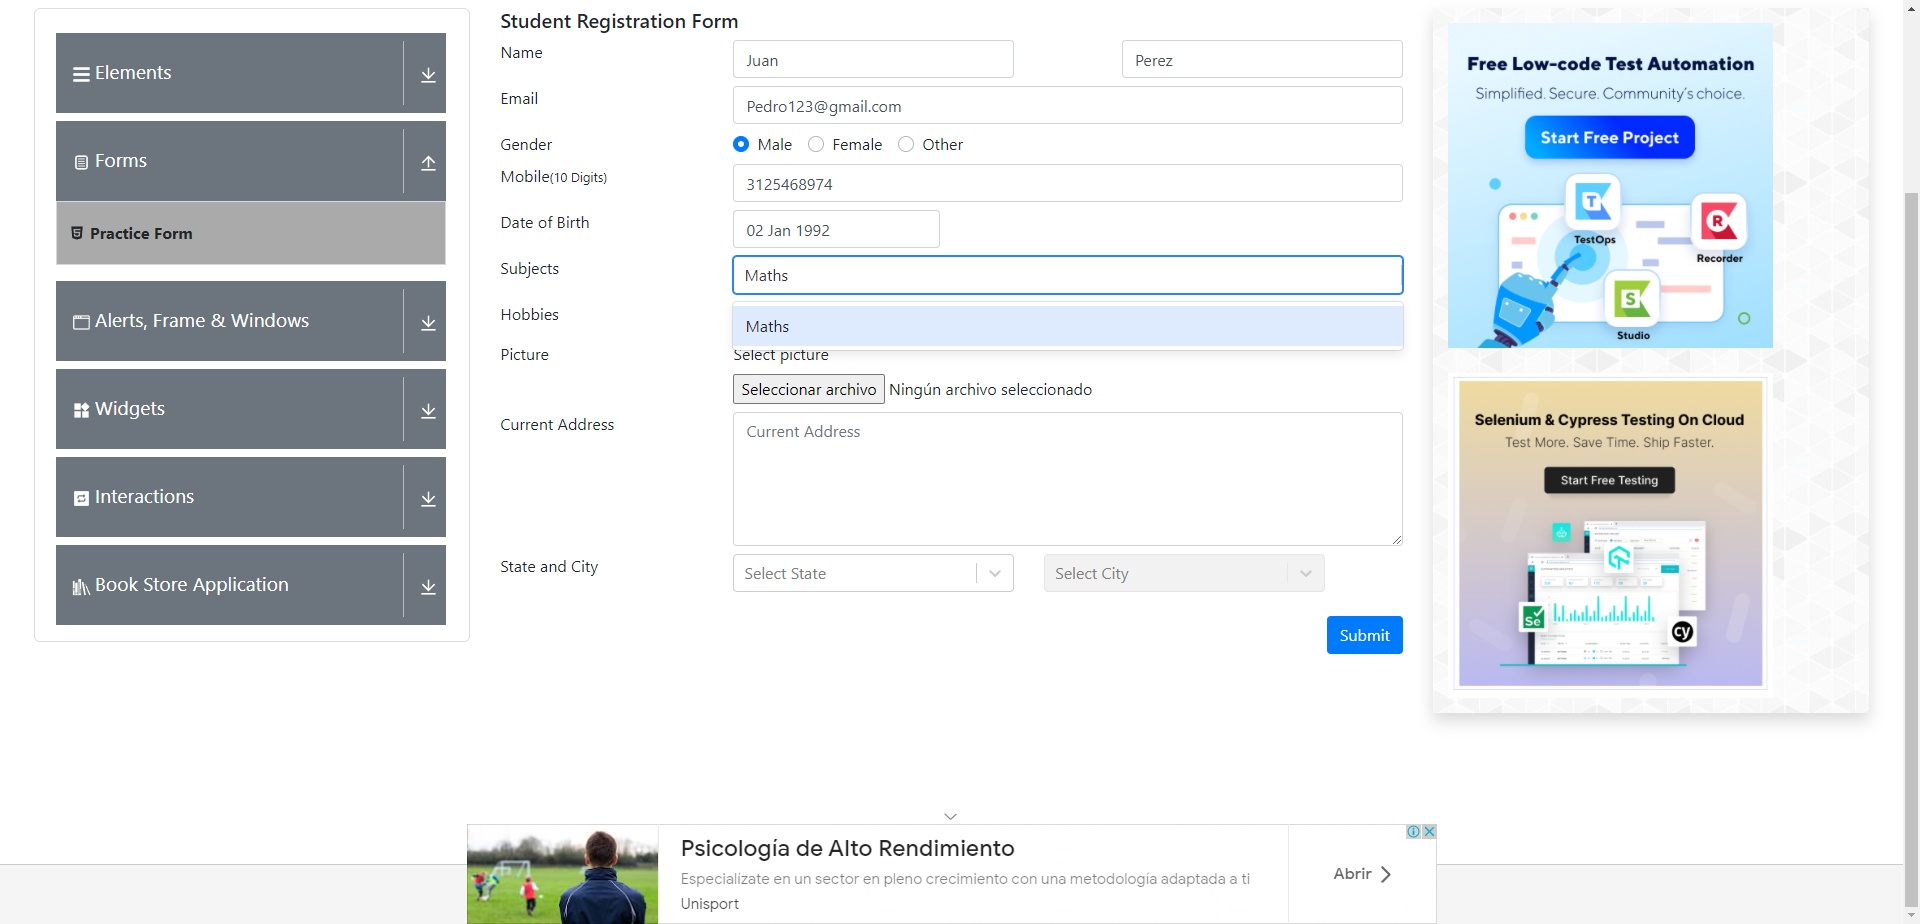 Elements
Forms
Practice Form
Alerts, Frame & Windows
Widgets
Interactions
Book Store Application
Student Registration Form
Name
Juan
Perez
Email
Pedro123@gmail.com
Gender
Male
Female
Other
Mobile(10 Digits)
3125468974
Date of Birth
02 Jan 1992
Subjects
Maths
Maths
Hobbies
Picture
Select picture
Seleccionar archivo Ningún archivo seleccionado
Current Address
Current Address
State and City
Select State
Select City
Submit
Free Low-code Test Automation
Simplified. Secure. Community's choice.
Start Free Project
TestOps
Recorder
Studio
Selenium & Cypress Testing On Cloud
Test More. Save Time. Ship Faster.
Start Free Testing
Se
cy
Psicología de Alto Rendimiento
Especialízate en un sector en pleno crecimiento con una metodología adaptada a ti
Unisport
Abrir